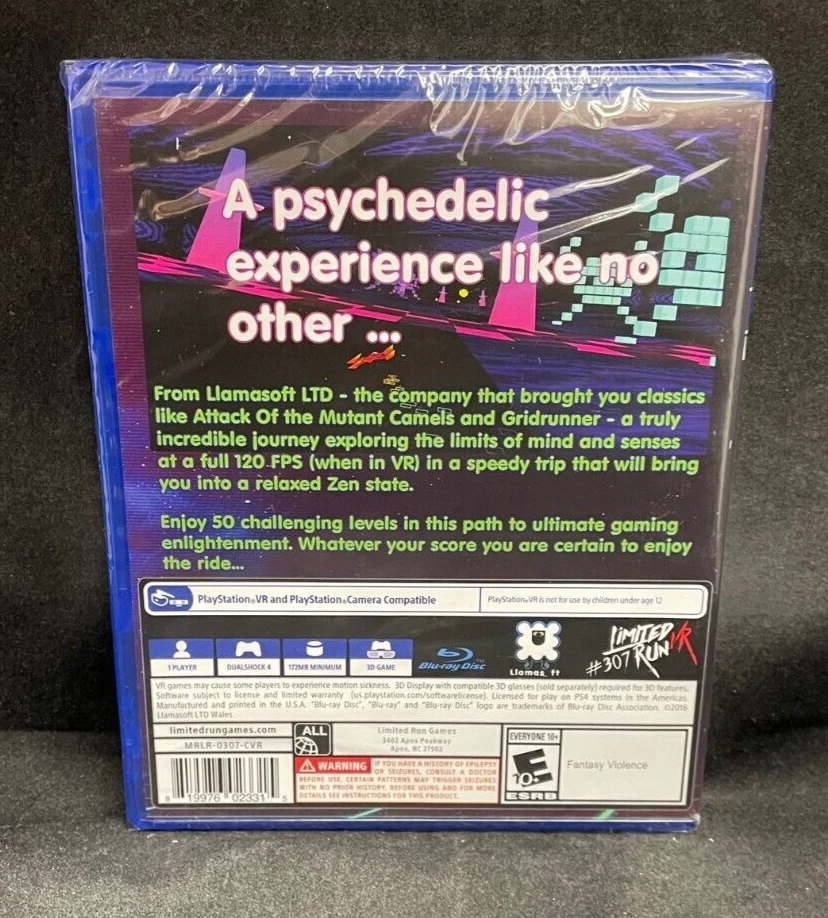 A psychedelic
experience like no
other ...
From Llamasoft LTD - the company that brought you classics
like Attack Of the Mutant Camels and Gridrunner - a truly
incredible journey exploring the limits of mind and senses
at a full 120 FPS (when in VR) in a speedy trip that will bring
you into a relaxed Zen state.
Enjoy 50 challenging levels in this path to ultimate gaming
enlightenment. Whatever your score you are certain to enjoy
the ride...
PlayStation®VR and PlayStation®Camera Compatible
PlayStation®VR is not for use by children under age 12
1 PLAYER
DUALSHOCK 4
172MB MINIMUM
3D-GAME
Blu-ray Disc™
Llamas ft
LIMITED
#307 RUN VR
VR games may cause some players to experience motion sickness. 3D Display with compatible 3D glasses (sold separately) required for 3D features.
Software subject to license and limited warranty (us.playstation.com/softwarelicense). Licensed for play on PS4 systems in the Americas.
Manufactured and printed in the U.S.A. "Blu-ray Disc", "Blu-ray" and "Blu-ray Disc" logo are trademarks of Blu-ray Disc Association. ©2016
Llamasoft LTD Wales
limitedrungames.com
MRLR-0307-CVR
ALL
Limited Run Games
3402 Apex Peakway
Apex, NC 27502
WARNING
IF YOU HAVE A HISTORY OF EPILEPSY
OR SEIZURES, CONSULT A DOCTOR
BEFORE USE. CERTAIN PATTERNS MAY TRIGGER SEIZURES
WITH NO PRIOR HISTORY. BEFORE USING AND FOR MORE
DETAILS SEE INSTRUCTIONS FOR THIS PRODUCT.
8 19976 02331 5
EVERYONE 10+
E
10+
ESRB
Fantasy Violence